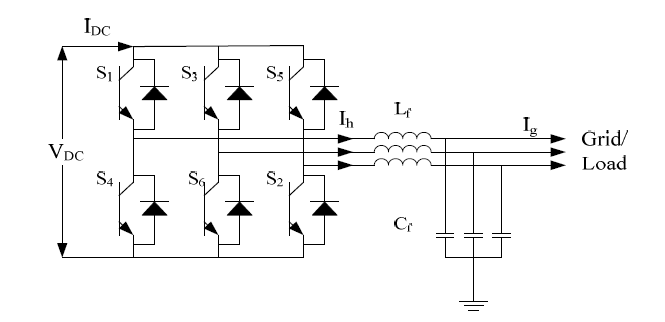 I_DC
S_1
S_3
S_5
L_f
I_h
I_g
Grid/
Load
V_DC
S_4
S_6
S_2
C_f